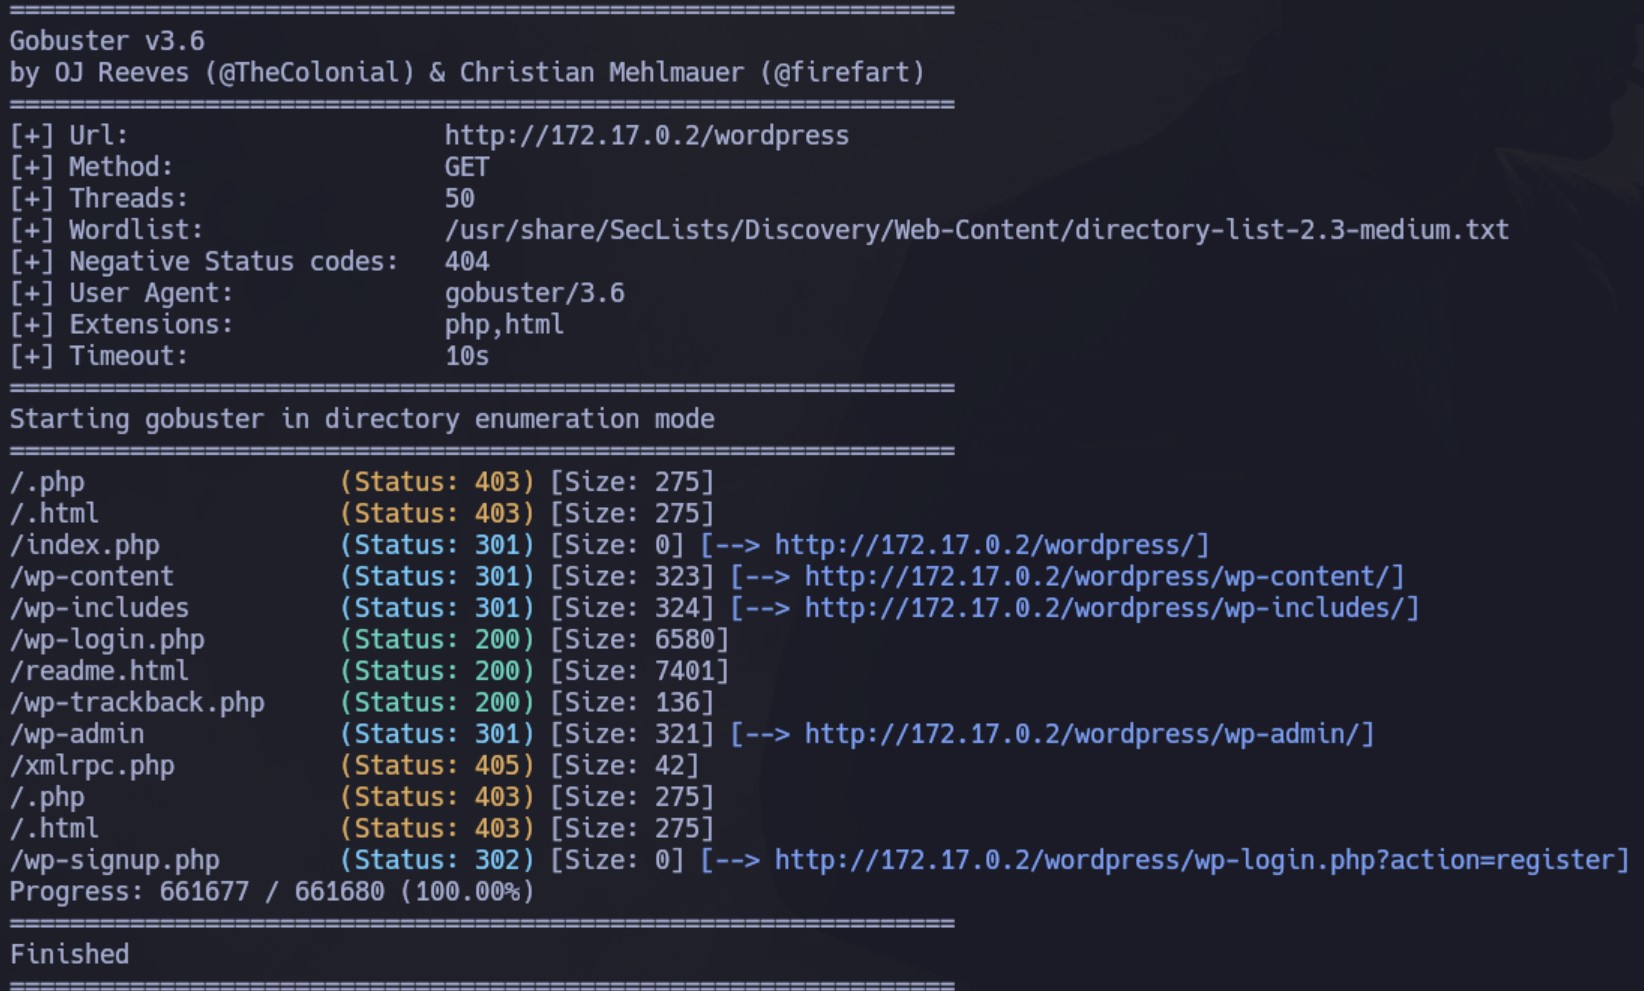 ===============================================================
Gobuster v3.6
by OJ Reeves (@TheColonial) & Christian Mehlmauer (@firefart)
===============================================================
[+] Url:                     http://172.17.0.2/wordpress
[+] Method:                  GET
[+] Threads:                 50
[+] Wordlist:                /usr/share/SecLists/Discovery/Web-Content/directory-list-2.3-medium.txt
[+] Negative Status codes:   404
[+] User Agent:              gobuster/3.6
[+] Extensions:              php,html
[+] Timeout:                 10s
===============================================================
Starting gobuster in directory enumeration mode
===============================================================
/.php                 (Status: 403) [Size: 275]
/.html                (Status: 403) [Size: 275]
/index.php            (Status: 301) [Size: 0] [--> http://172.17.0.2/wordpress/]
/wp-content           (Status: 301) [Size: 323] [--> http://172.17.0.2/wordpress/wp-content/]
/wp-includes          (Status: 301) [Size: 324] [--> http://172.17.0.2/wordpress/wp-includes/]
/wp-login.php         (Status: 200) [Size: 6580]
/readme.html          (Status: 200) [Size: 7401]
/wp-trackback.php     (Status: 200) [Size: 136]
/wp-admin             (Status: 301) [Size: 321] [--> http://172.17.0.2/wordpress/wp-admin/]
/xmlrpc.php           (Status: 405) [Size: 42]
/.php                 (Status: 403) [Size: 275]
/.html                (Status: 403) [Size: 275]
/wp-signup.php        (Status: 302) [Size: 0] [--> http://172.17.0.2/wordpress/wp-login.php?action=register]
Progress: 661677 / 661680 (100.00%)
===============================================================
Finished
===============================================================